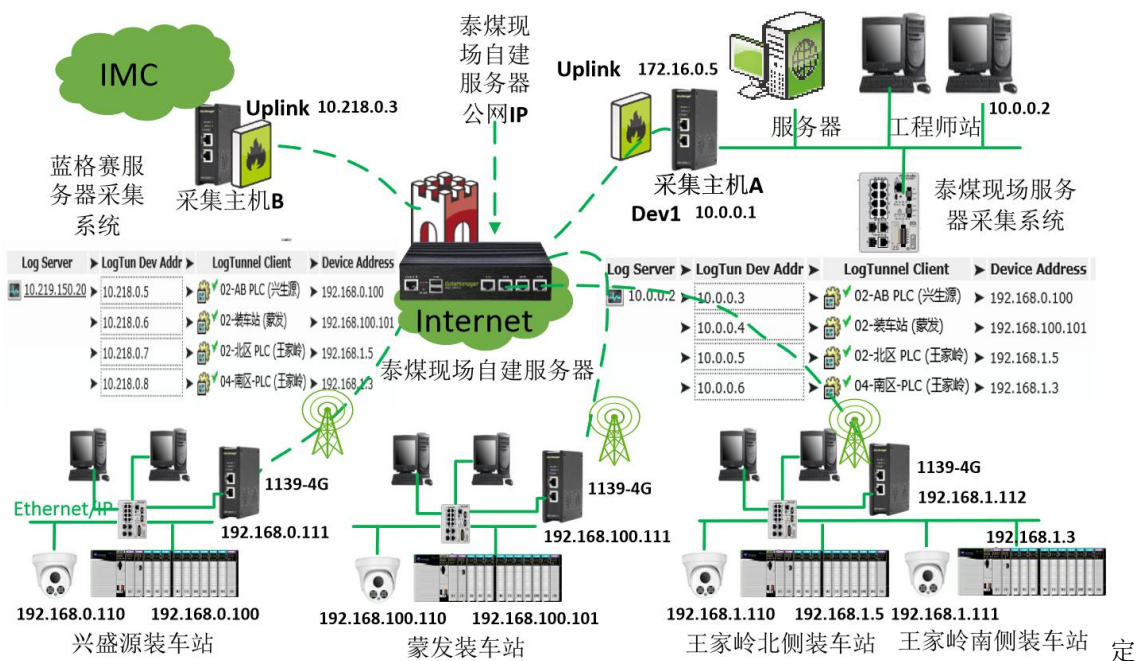 IMC
Uplink 10.218.0.3
蓝格赛服
务器采集
系统
采集主机B
泰煤现
场自建
服务器
公网IP
Uplink 172.16.0.5
服务器
工程师站
10.0.0.2
采集主机A
Dev1 10.0.0.1
泰煤现场服务
器采集系统
Log Server LogTun Dev Addr LogTunnel Client Device Address
10.219.150.20 10.218.0.5 02-AB PLC (兴生源) 192.168.0.100
10.218.0.6 02-装车站 (蒙发) 192.168.100.101
10.218.0.7 02-北区 PLC (王家岭) 192.168.1.5
10.218.0.8 04-南区-PLC (王家岭) 192.168.1.3
Internet
泰煤现场自建服务器
Log Server LogTun Dev Addr LogTunnel Client Device Address
10.0.0.2 10.0.0.3 02-AB PLC (兴生源) 192.168.0.100
10.0.0.4 02-装车站 (蒙发) 192.168.100.101
10.0.0.5 02-北区 PLC (王家岭) 192.168.1.5
10.0.0.6 04-南区-PLC (王家岭) 192.168.1.3
Ethernet/IP
1139-4G
192.168.0.111
192.168.0.110 192.168.0.100
兴盛源装车站
1139-4G
192.168.100.111
192.168.100.110 192.168.100.101
蒙发装车站
1139-4G
192.168.1.112
192.168.1.3
192.168.1.110 192.168.1.5 192.168.1.111
王家岭北侧装车站 王家岭南侧装车站
定